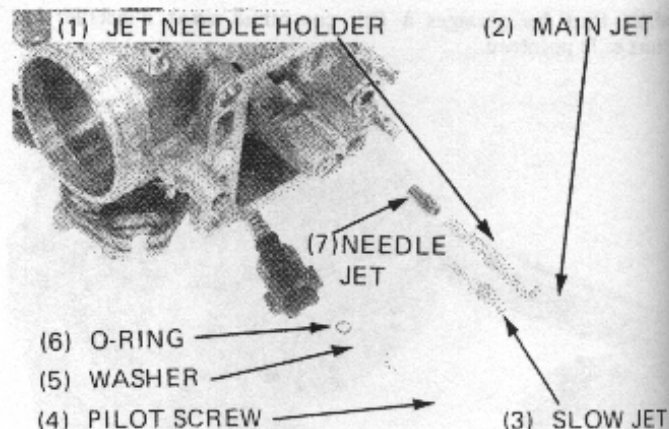 (1) JET NEEDLE HOLDER
(2) MAIN JET
(7) NEEDLE
JET
(6) O-RING
(5) WASHER
(4) PILOT SCREW
(3) SLOW JET